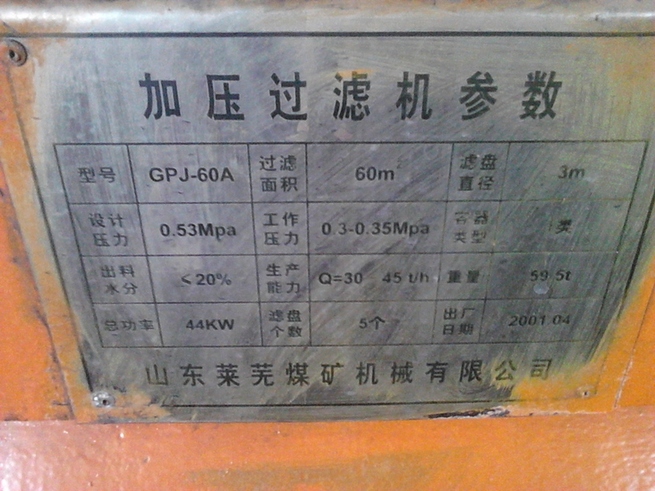 加压过滤机参数
型号 GPJ-60A 过滤面积 60m 滤盘直径 3m
设计压力 0.53Mpa 工作压力 0.3-0.35Mpa 容器类型 类
出料水分 <20% 生产能力 Q=30 45 t/h 重量 59.5t
总功率 44KW 滤盘个数 5个 出厂日期 2001.04
山东莱芜煤矿机械有限公司